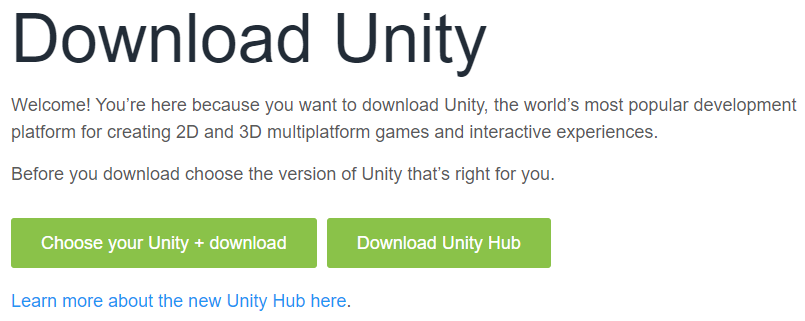 Download Unity
Welcome! You’re here because you want to download Unity, the world’s most popular development
platform for creating 2D and 3D multiplatform games and interactive experiences.
Before you download choose the version of Unity that’s right for you.
Choose your Unity + download
Download Unity Hub
Learn more about the new Unity Hub here.